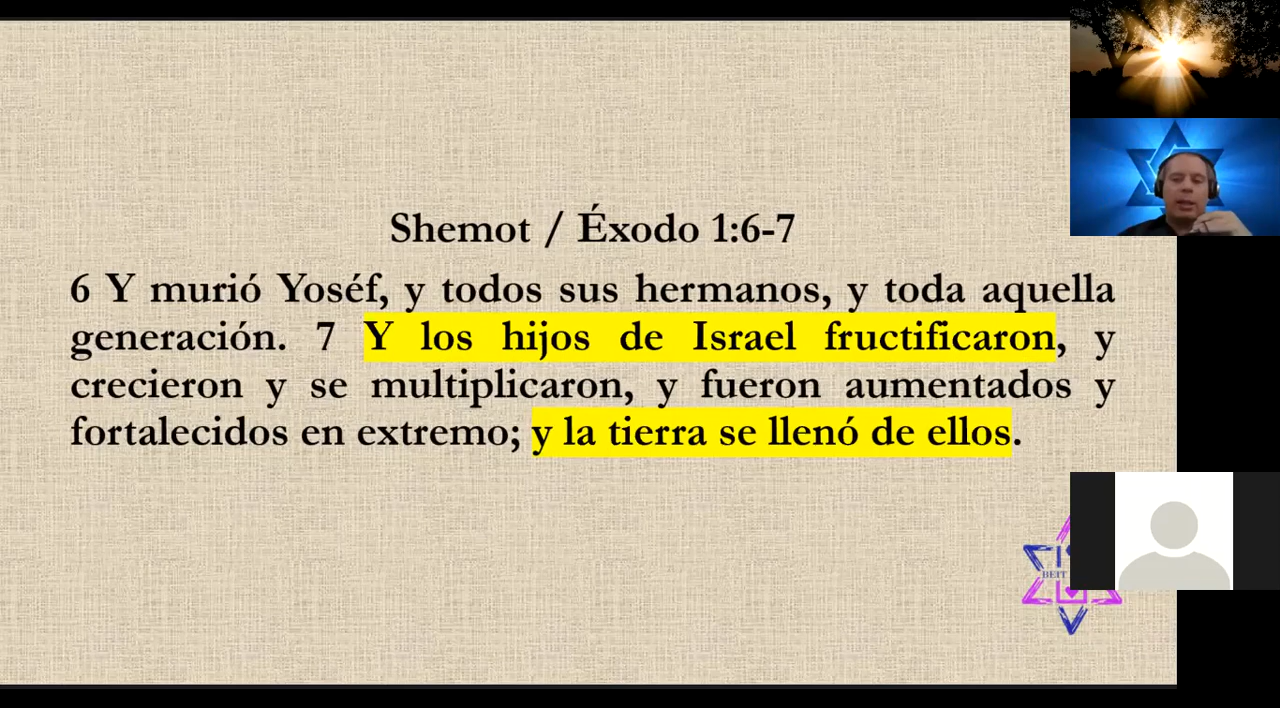 Shemot / Éxodo 1:6-7
6 Y murió Yoséf, y todos sus hermanos, y toda aquella
generación. 7 Y los hijos de Israel fructificaron, y
crecieron y se multiplicaron, y fueron aumentados y
fortalecidos en extremo; y la tierra se llenó de ellos.
BEIT